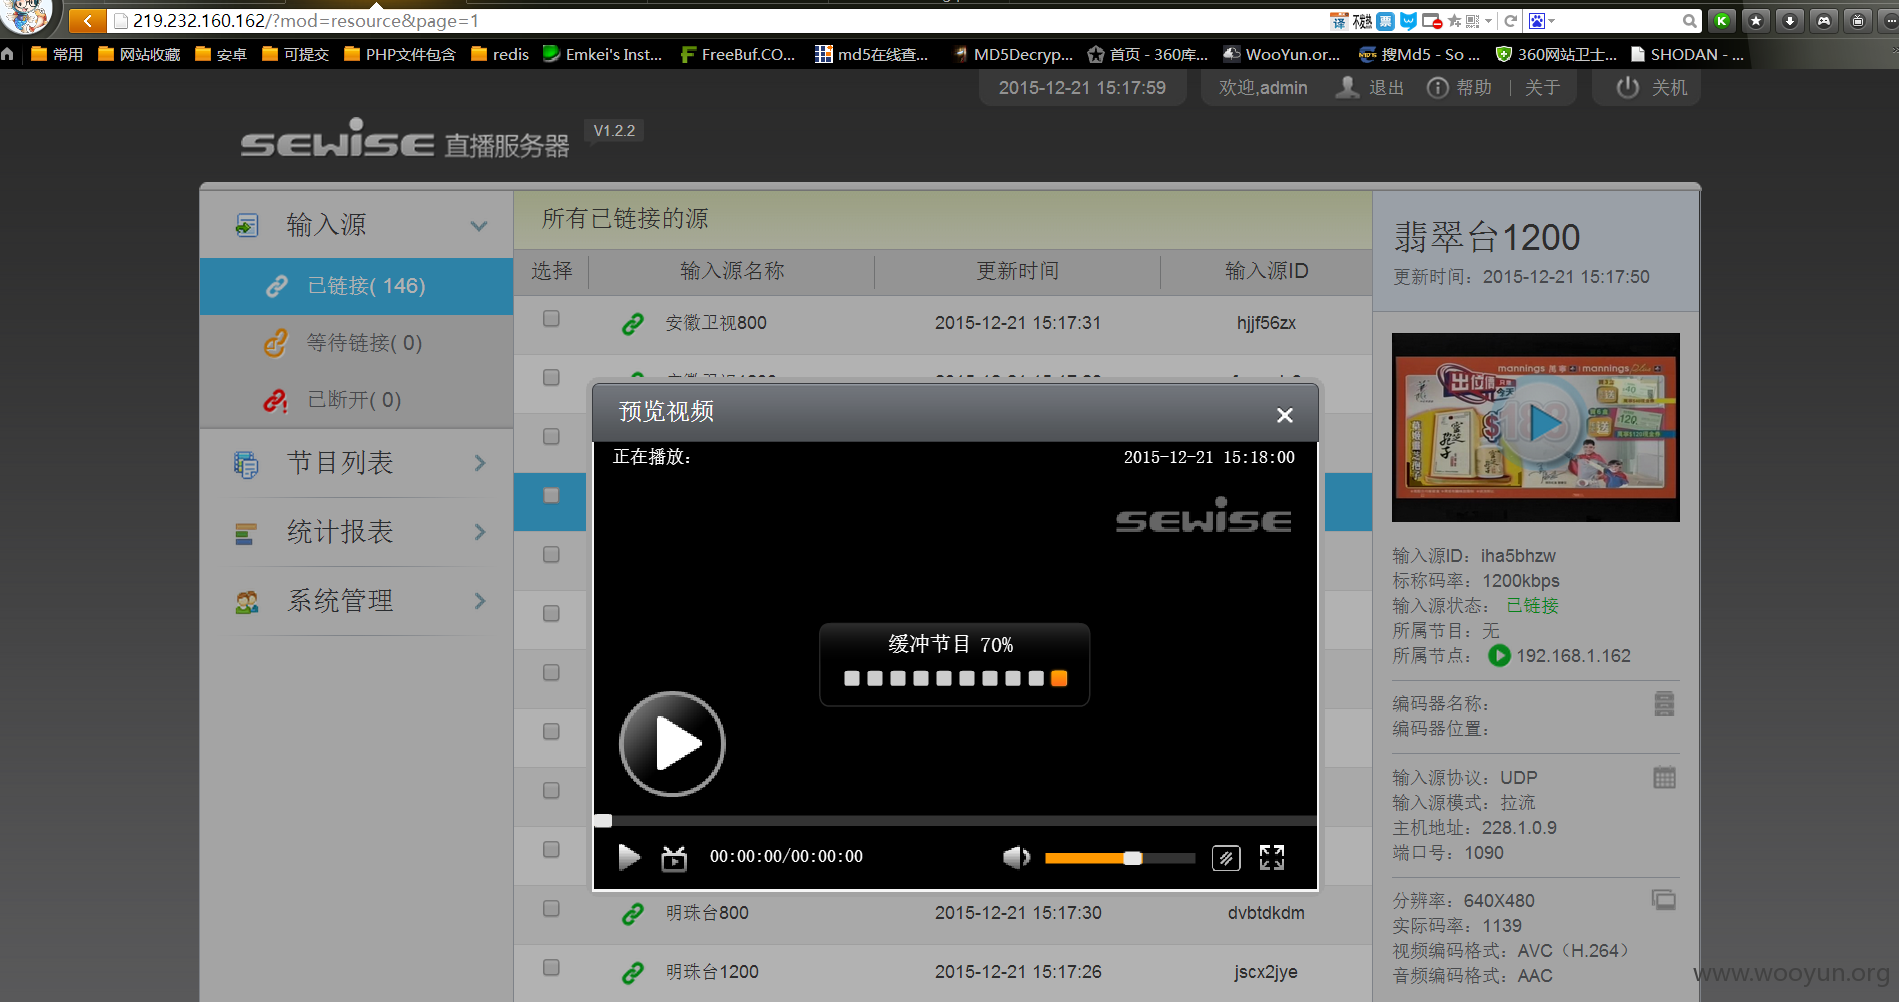 219.232.160.162/?mod=resource&page=1
常用 网站收藏 安卓 可提交 PHP文件包含 redis Emkei's Inst... FreeBuf.CO... md5在线查... MD5Decryp... 首页 - 360库... WooYun.or... 搜Md5 - So ... 360网站卫士... SHODAN - ...
2015-12-21 15:17:59 欢迎,admin 退出 帮助 | 关于 关机
SEWISE 直播服务器 V1.2.2
输入源
已链接( 146)
等待链接( 0)
已断开( 0)
节目列表
统计报表
系统管理
所有已链接的源
选择 输入源名称 更新时间 输入源ID
安徽卫视800 2015-12-21 15:17:31 hjjf56zx
预览视频
正在播放:
2015-12-21 15:18:00
SEWISE
缓冲节目 70%
00:00:00/00:00:00
明珠台800 2015-12-21 15:17:30 dvbtdkdm
明珠台1200 2015-12-21 15:17:26 jscx2jye
翡翠台1200
更新时间：2015-12-21 15:17:50
mannings 萬寧 mannings
出位價
今天
$188
输入源ID：iha5bhzw
标称码率：1200kbps
输入源状态： 已链接
所属节目：无
所属节点： 192.168.1.162
编码器名称：
编码器位置：
输入源协议：UDP
输入源模式：拉流
主机地址：228.1.0.9
端口号：1090
分辨率：640X480
实际码率：1139
视频编码格式：AVC（H.264）
音频编码格式：AAC
www.wooyun.org